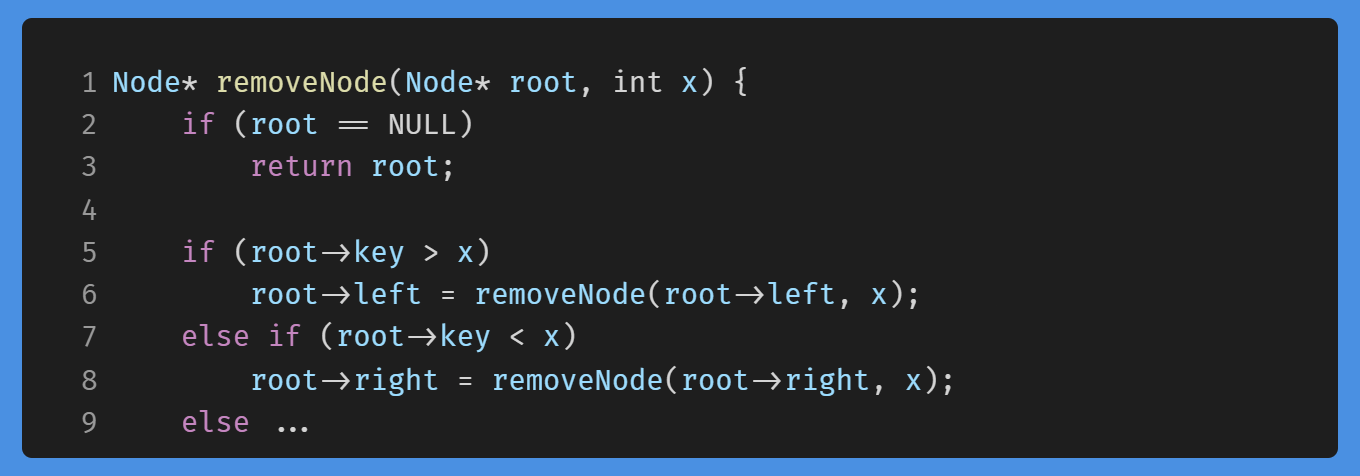 1 Node* removeNode(Node* root, int x) {
2     if (root == NULL)
3         return root;
4
5     if (root->key > x)
6         root->left = removeNode(root->left, x);
7     else if (root->key < x)
8         root->right = removeNode(root->right, x);
9     else ...